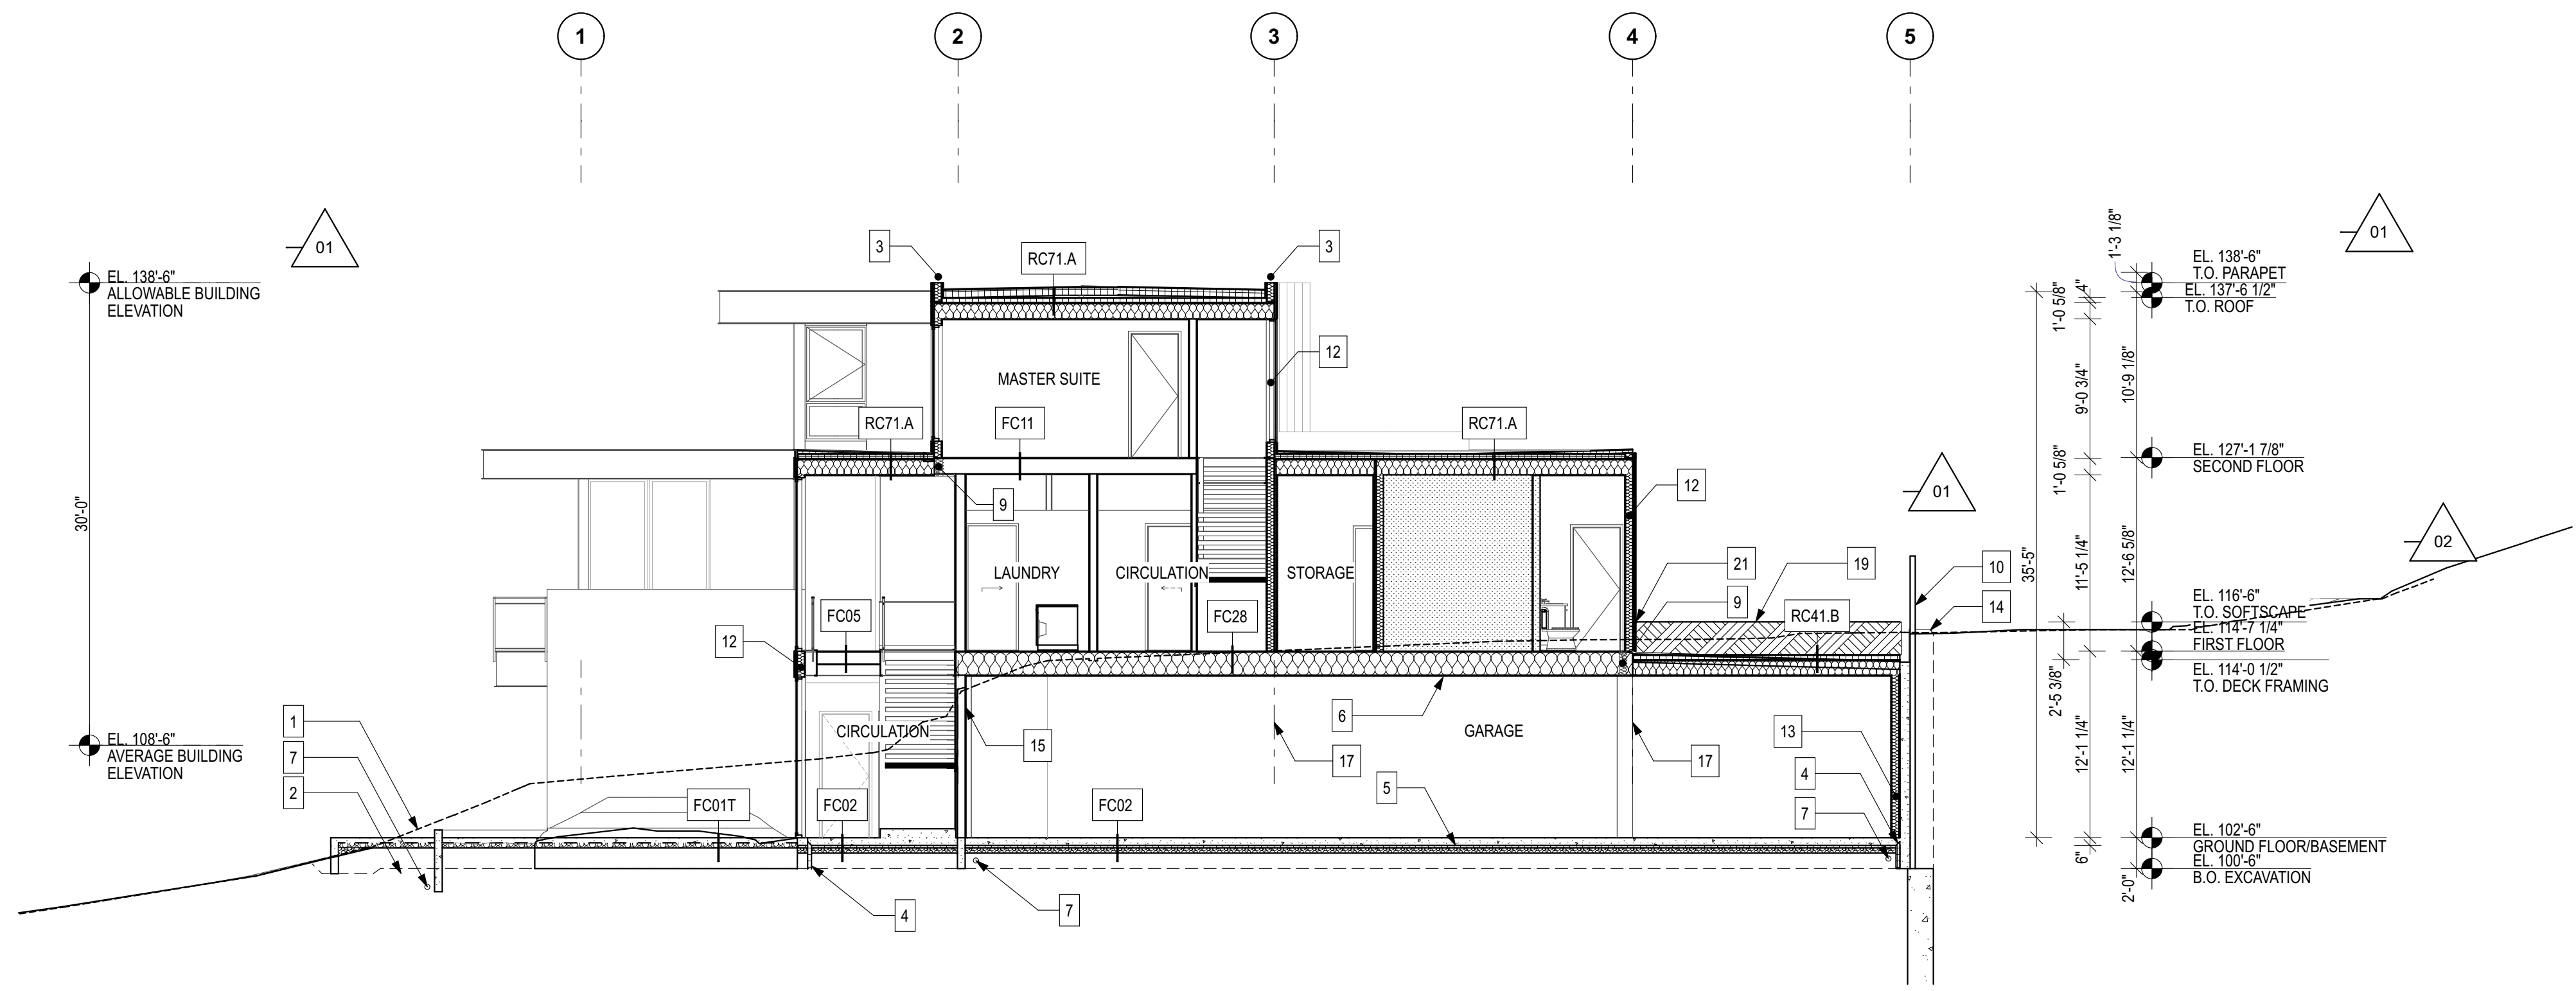 1
2
3
4
5
01
01
EL. 138'-6"
ALLOWABLE BUILDING
ELEVATION
3
RC71.A
3
1'-3 1/8"
EL. 138'-6"
T.O. PARAPET
EL. 137'-6 1/2"
T.O. ROOF
4"
1'-0 5/8"
MASTER SUITE
12
9'-0 3/4"
10'-9 1/8"
RC71.A
FC11
RC71.A
EL. 127'-1 7/8"
SECOND FLOOR
1'-0 5/8"
30'-0"
9
12
01
02
LAUNDRY
CIRCULATION
STORAGE
21
19
10
35'-5"
11'-5 1/4"
12'-6 5/8"
FC05
FC28
9
RC41.B
14
EL. 116'-6"
T.O. SOFTSCAPE
EL. 114'-7 1/4"
FIRST FLOOR
EL. 114'-0 1/2"
T.O. DECK FRAMING
12
2'-5 3/8"
1
6
CIRCULATION
GARAGE
EL. 108'-6"
AVERAGE BUILDING
ELEVATION
7
15
17
17
13
12'-1 1/4"
12'-1 1/4"
2
FC01T
FC02
FC02
5
4
7
EL. 102'-6"
GROUND FLOOR/BASEMENT
6"
EL. 100'-6"
B.O. EXCAVATION
2'-0"
4
7